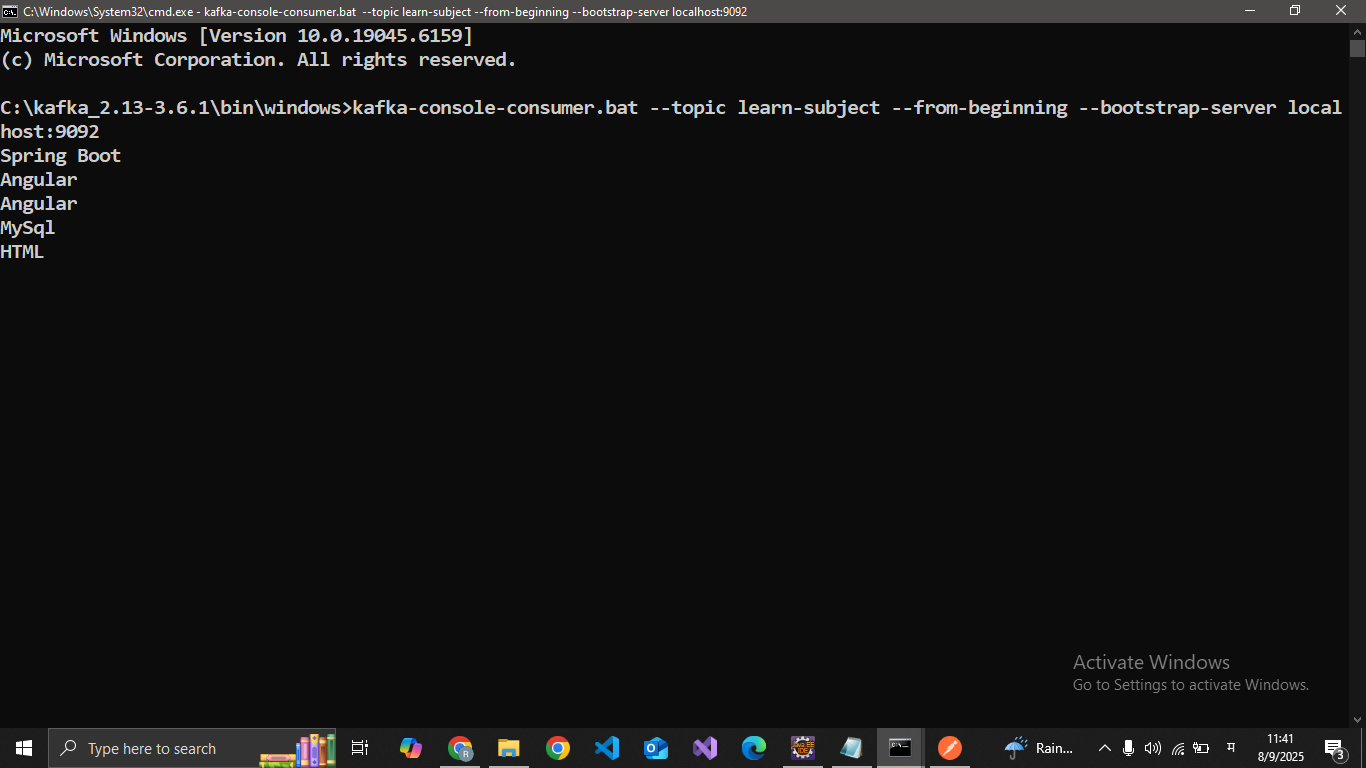 C:\Windows\System32\cmd.exe - kafka-console-consumer.bat  --topic learn-subject --from-beginning --bootstrap-server localhost:9092
Microsoft Windows [Version 10.0.19045.6159]
(c) Microsoft Corporation. All rights reserved.
C:\kafka_2.13-3.6.1\bin\windows>kafka-console-consumer.bat --topic learn-subject --from-beginning --bootstrap-server local
host:9092
Spring Boot
Angular
Angular
MySql
HTML
Activate Windows
Go to Settings to activate Windows.
Type here to search
Rain...
11:41
8/9/2025
3